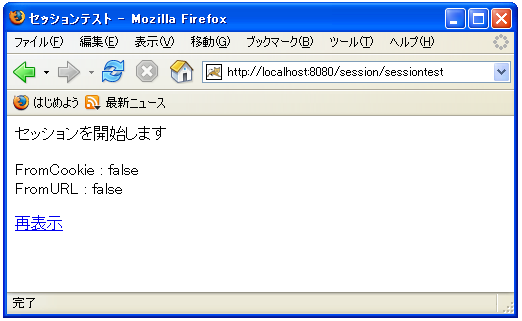 セッションテスト - Mozilla Firefox
ファイル(F) 編集(E) 表示(V) 移動(G) ブックマーク(B) ツール(T) ヘルプ(H)
http://localhost:8080/session/sessiontest
はじめよう 最新ニュース
セッションを開始します
FromCookie : false
FromURL : false
再表示
完了